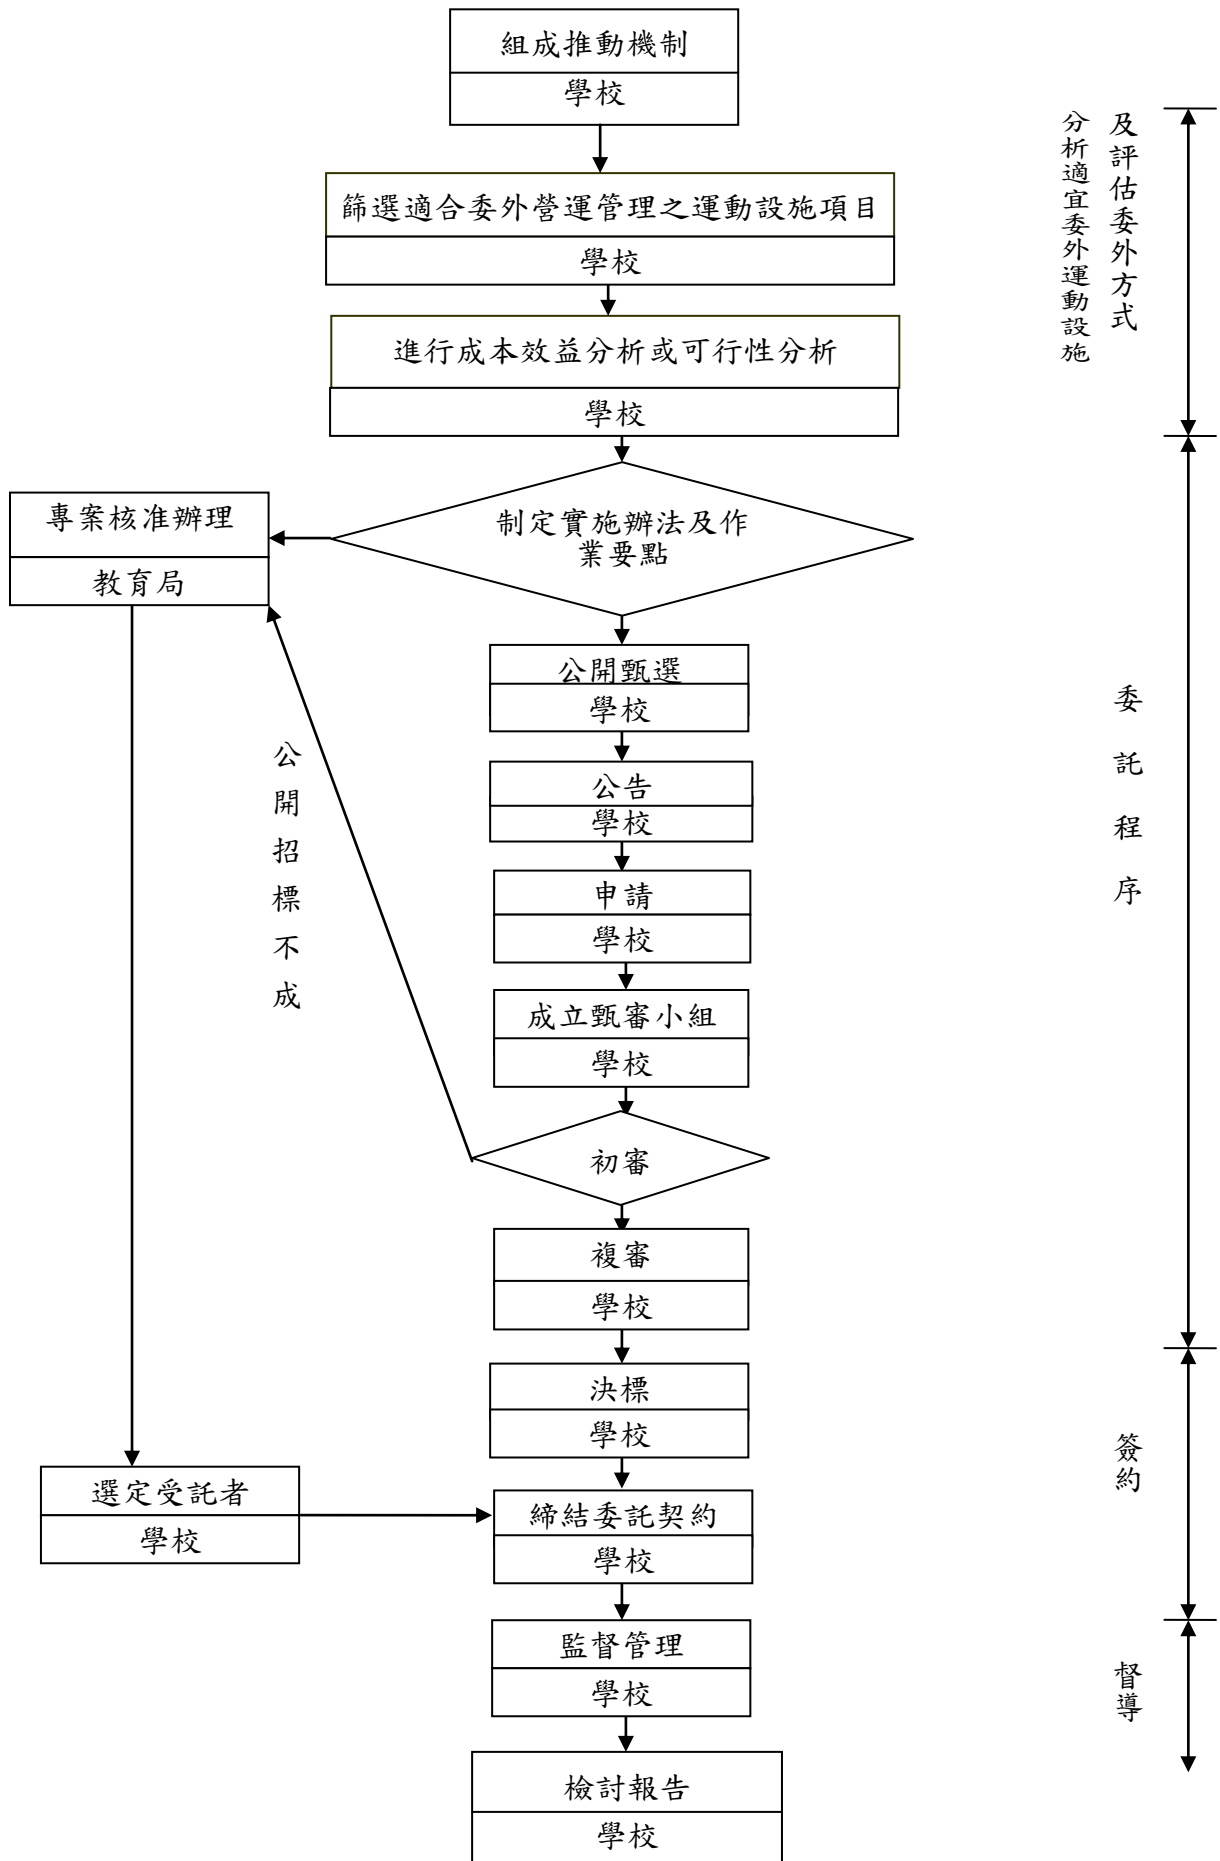 組成推動機制
學校
篩選適合委外營運管理之運動設施項目
學校
進行成本效益分析或可行性分析
學校
分析適宜委外運動設施
及評估委外方式
制定實施辦法及作
業要點
專案核准辦理
教育局
公開甄選
學校
公告
學校
申請
學校
成立甄審小組
學校
公開招標不成
委託程序
初審
複審
學校
決標
學校
選定受託者
學校
締結委託契約
學校
簽約
監督管理
學校
督導
檢討報告
學校